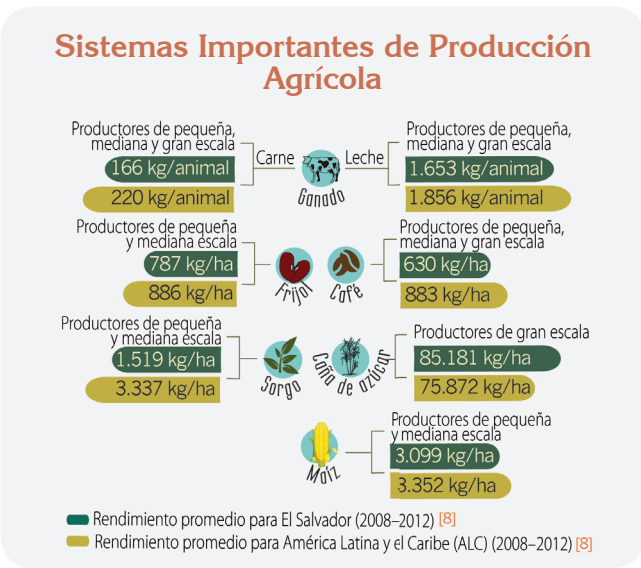 Sistemas Importantes de Producción
Agrícola
Productores de pequeña,
mediana y gran escala
166 kg/animal
220 kg/animal
Carne
Leche
Ganado
Productores de pequeña,
mediana y gran escala
1.653 kg/animal
1.856 kg/animal
Productores de pequeña
y mediana escala
787 kg/ha
886 kg/ha
Frijol
Café
Productores de pequeña,
mediana y gran escala
630 kg/ha
883 kg/ha
Productores de pequeña
y mediana escala
1.519 kg/ha
3.337 kg/ha
Sorgo
Caña de azúcar
Productores de gran escala
85.181 kg/ha
75.872 kg/ha
Maíz
Productores de pequeña
y mediana escala
3.099 kg/ha
3.352 kg/ha
Rendimiento promedio para El Salvador (2008–2012) [8]
Rendimiento promedio para América Latina y el Caribe (ALC) (2008–2012) [8]